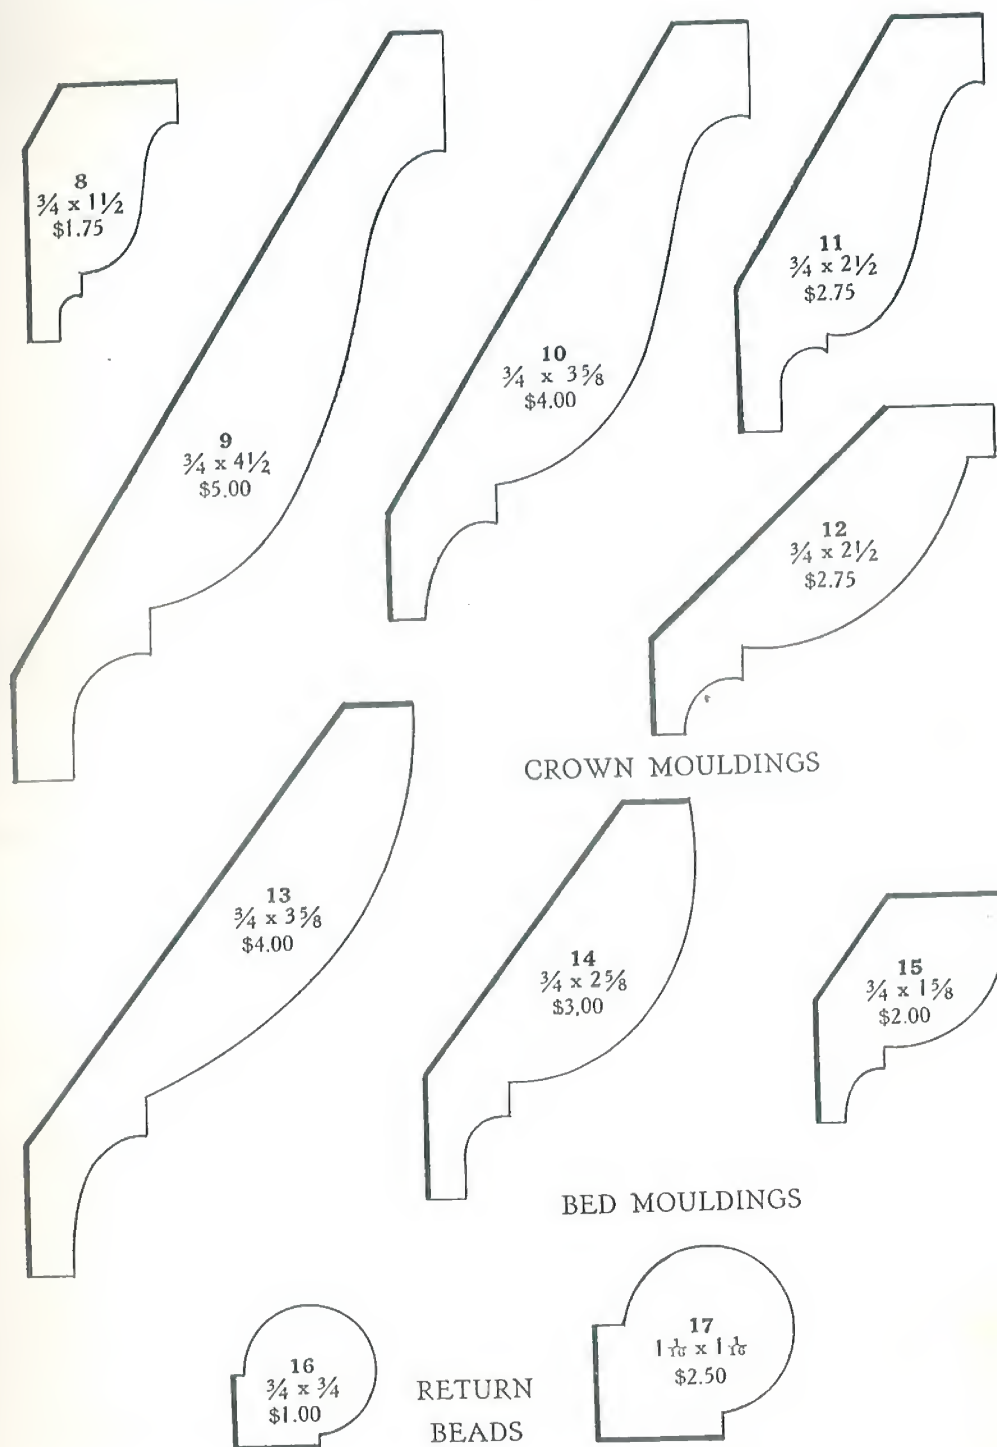 8
¾ x 1½
$1.75
9
¾ x 4½
$5.00
10
¾ x 3⅝
$4.00
11
¾ x 2½
$2.75
12
¾ x 2½
$2.75
CROWN MOULDINGS
13
¾ x 3⅝
$4.00
14
¾ x 2⅝
$3,00
15
¾ x 1⅝
$2.00
BED MOULDINGS
16
¾ x ¾
$1.00
RETURN
BEADS
17
1 1/16 x 1 1/16
$2.50